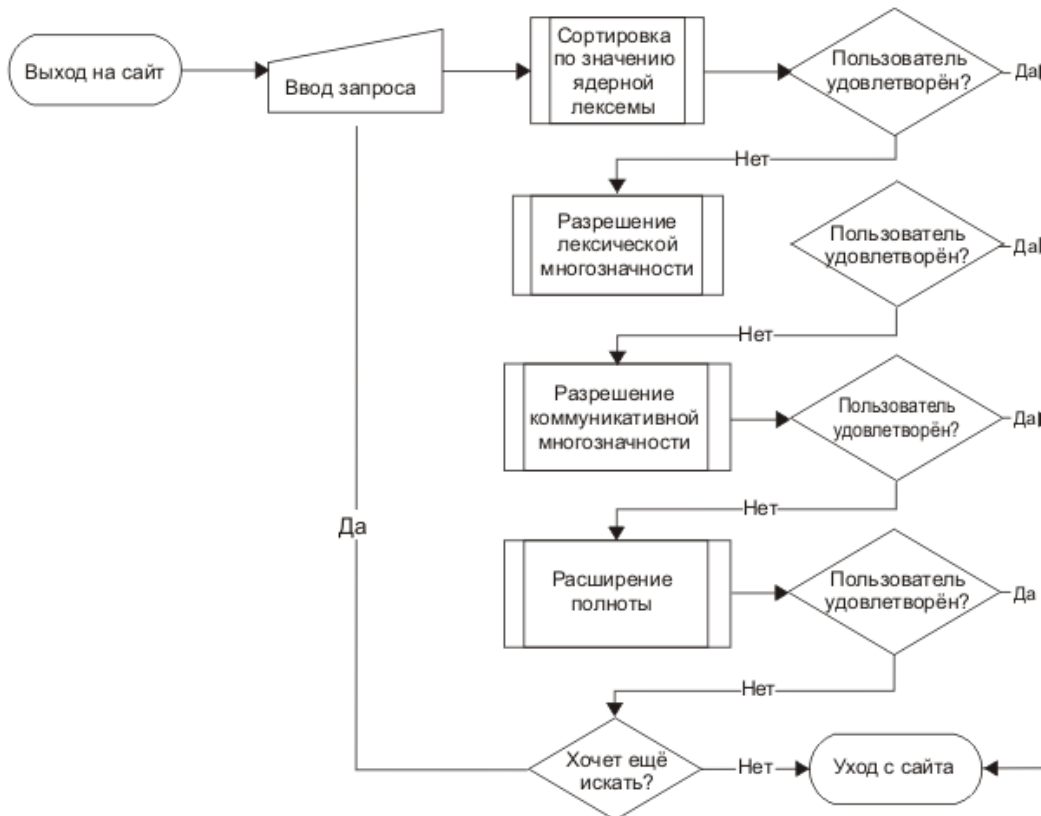 Выход на сайт
Ввод запроса
Сортировка
по значению
ядерной
лексемы
Пользователь
удовлетворён?
Да
Нет
Разрешение
лексической
многозначности
Пользователь
удовлетворён?
Да
Нет
Разрешение
коммуникативной
многозначности
Пользователь
удовлетворён?
Да
Нет
Да
Расширение
полноты
Пользователь
удовлетворён?
Да
Нет
Хочет ещё
искать?
Нет
Уход с сайта